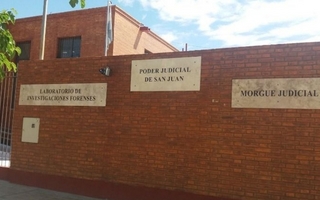 LABORATORIO DE
INVESTIGACIONES FORENSES
PODER JUDICIAL
DE SAN JUAN
MORGUE JUDICIAL